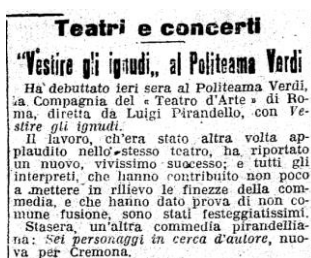 Teatri e concerti
"Vestire gli ignudi„ al Politeama Verdi
Ha debuttato ieri sera al Politeama Verdi,
la Compagnia del « Teatro d'Arte » di Ro-
ma, diretta da Luigi Pirandello, con Ve-
stire gli ignudi.
Il lavoro, ch'era stato altra volta ap-
plaudito nello stesso teatro, ha riportato
un nuovo, vivissimo successo; e tutti gli
interpreti, che hanno contribuito non poco
a mettere in rilievo le finezze della com-
media, e che hanno dato prova di non co-
mune fusione, sono stati festeggiatissimi.
Stasera, un'altra commedia pirandellia-
na: Sei personaggi in cerca d'autore, nuo-
va per Cremona.